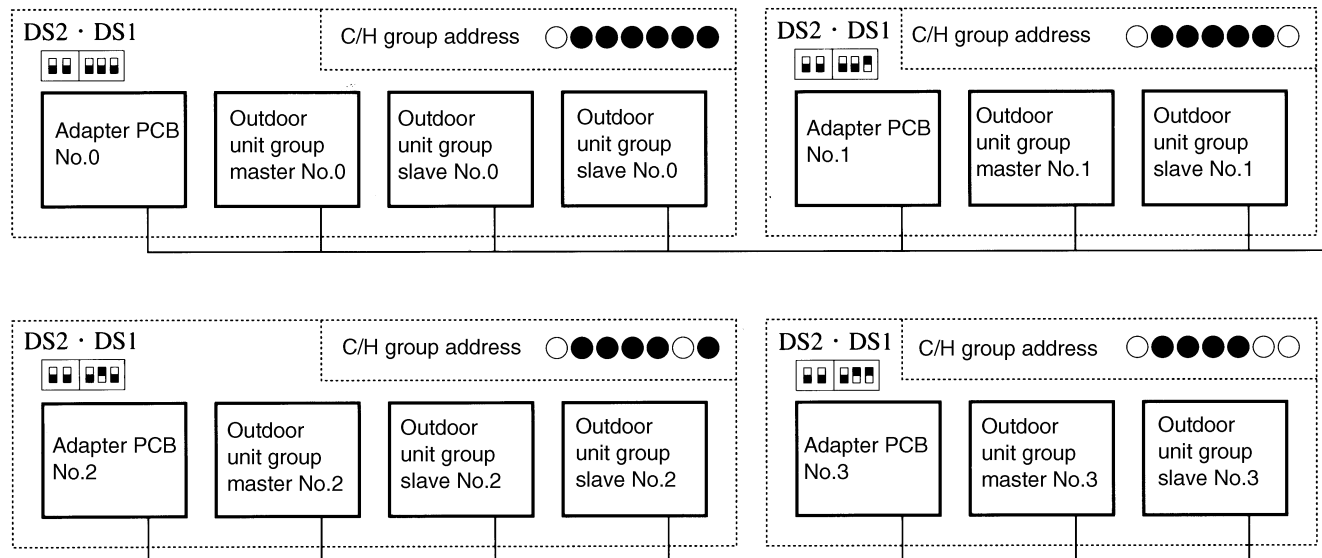 DS2・DS1
C/H group address
Adapter PCB
No.0
Outdoor
unit group
master No.0
Outdoor
unit group
slave No.0
Outdoor
unit group
slave No.0
DS2・DS1
C/H group address
Adapter PCB
No.1
Outdoor
unit group
master No.1
Outdoor
unit group
slave No.1
DS2・DS1
C/H group address
Adapter PCB
No.2
Outdoor
unit group
master No.2
Outdoor
unit group
slave No.2
Outdoor
unit group
slave No.2
DS2・DS1
C/H group address
Adapter PCB
No.3
Outdoor
unit group
master No.3
Outdoor
unit group
slave No.3